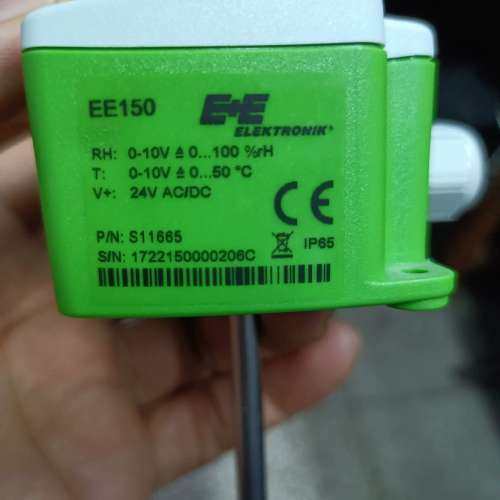 EE150
E+E
ELEKTRONIK®
RH: 0-10V ≙ 0...100 %rH
T: 0-10V ≙ 0...50 °C
V+: 24V AC/DC
CE
P/N: S11665
IP65
S/N: 1722150000206C